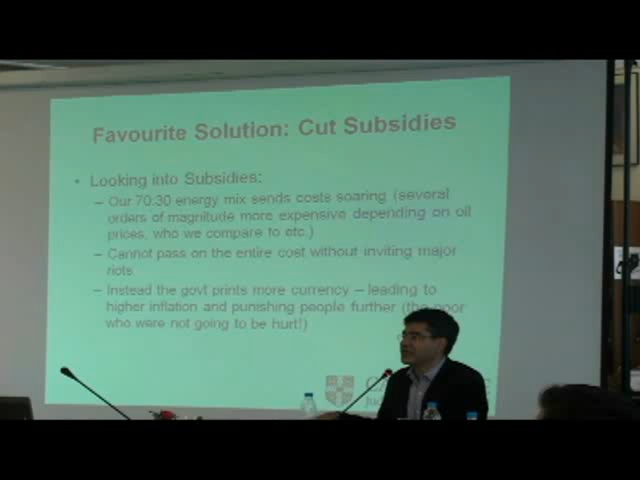 Favourite Solution: Cut Subsidies
• Looking into Subsidies:
– Our 70:30 energy mix sends costs soaring (several
orders of magnitude more expensive depending on oil
prices, who we compare to etc.)
– Cannot pass on the entire cost without inviting major
riots
– Instead the govt prints more currency – leading to
higher inflation and punishing people further (the poor
who were not going to be hurt!)